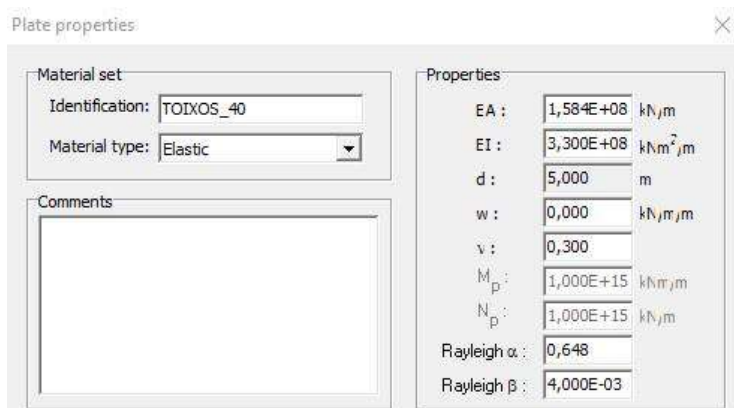 Plate properties
Material set
Identification: TOIXOS_40
Material type: Elastic
Comments
Properties
EA : 1,584E+08 kN/m
EI : 3,300E+08 kNm²/m
d : 5,000 m
w : 0,000 kN/m/m
ν : 0,300
Mp : 1,000E+15 kNm/m
Np : 1,000E+15 kN/m
Rayleigh α : 0,648
Rayleigh β : 4,000E-03